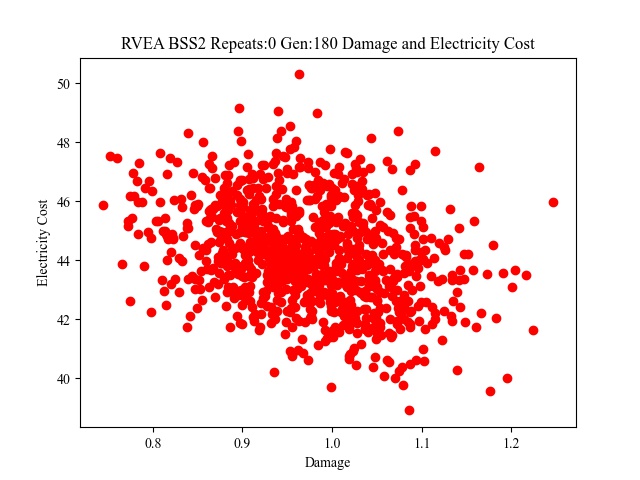 RVEA BSS2 Repeats:0 Gen:180 Damage and Electricity Cost
50
48
46
44
42
40
Electricity Cost
0.8 0.9 1.0 1.1 1.2
Damage